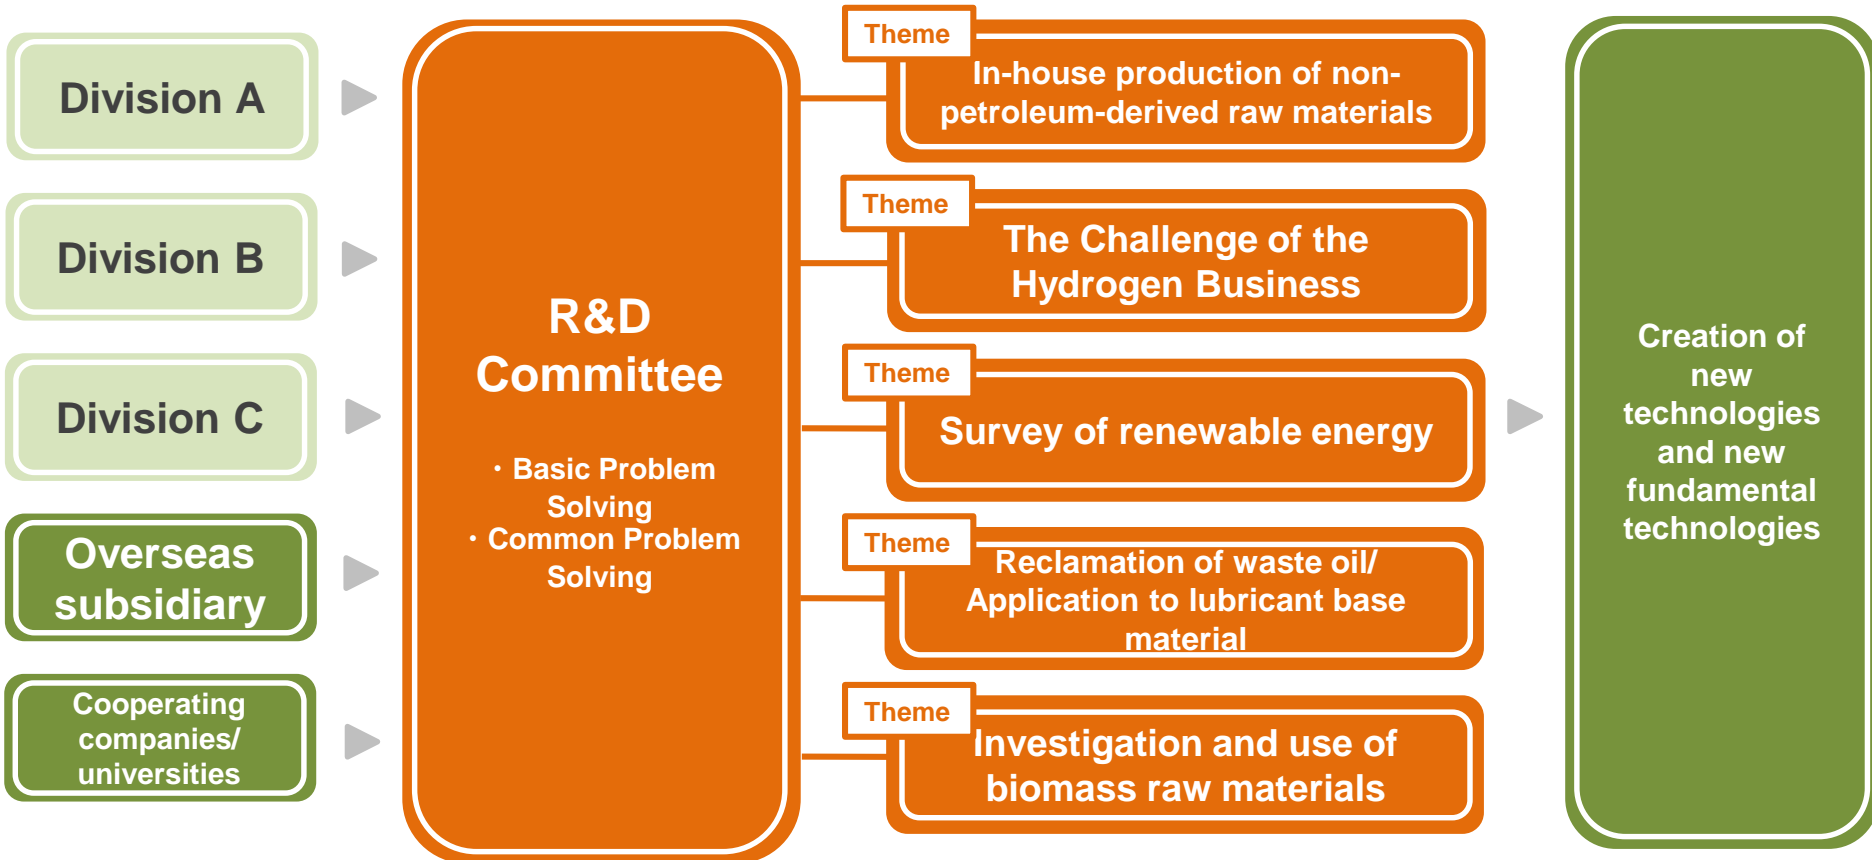 Division A
Division B
Division C
Overseas
subsidiary
Cooperating
companies/
universities
R&D
Committee
・Basic Problem
Solving
・Common Problem
Solving
Theme
In-house production of non-
petroleum-derived raw materials
Theme
The Challenge of the
Hydrogen Business
Theme
Survey of renewable energy
Theme
Reclamation of waste oil/
Application to lubricant base
material
Theme
Investigation and use of
biomass raw materials
Creation of
new
technologies
and new
fundamental
technologies